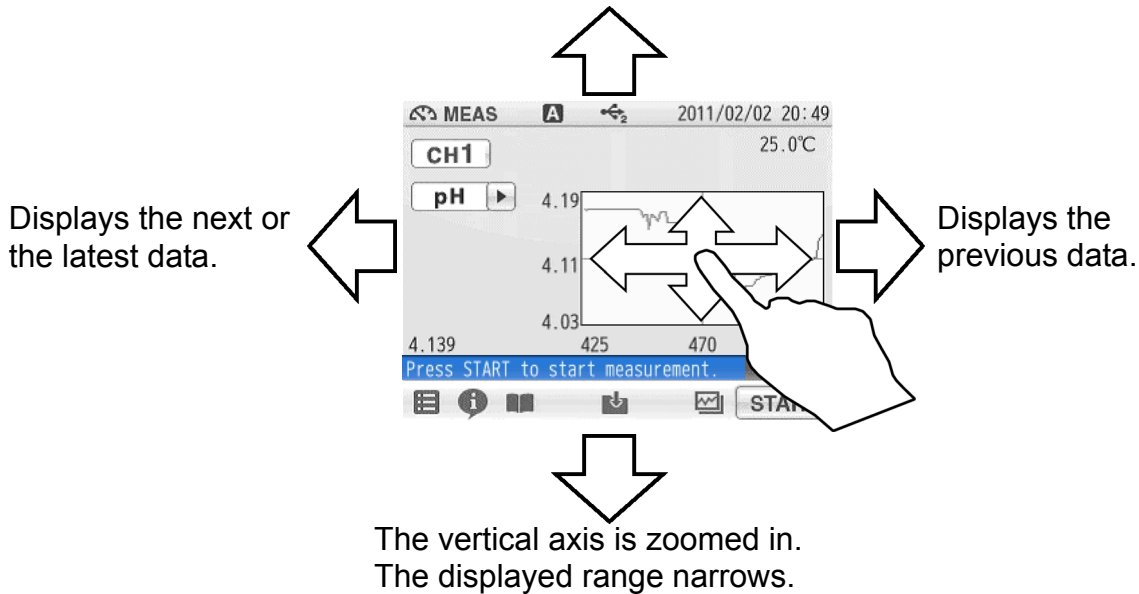 MEAS A 2 2011/02/02 20:49
25.0℃
CH1
pH
4.19
4.11
4.03
4.139
425 470
Press START to start measurement.
Displays the next or
the latest data.
Displays the
previous data.
The vertical axis is zoomed in.
The displayed range narrows.